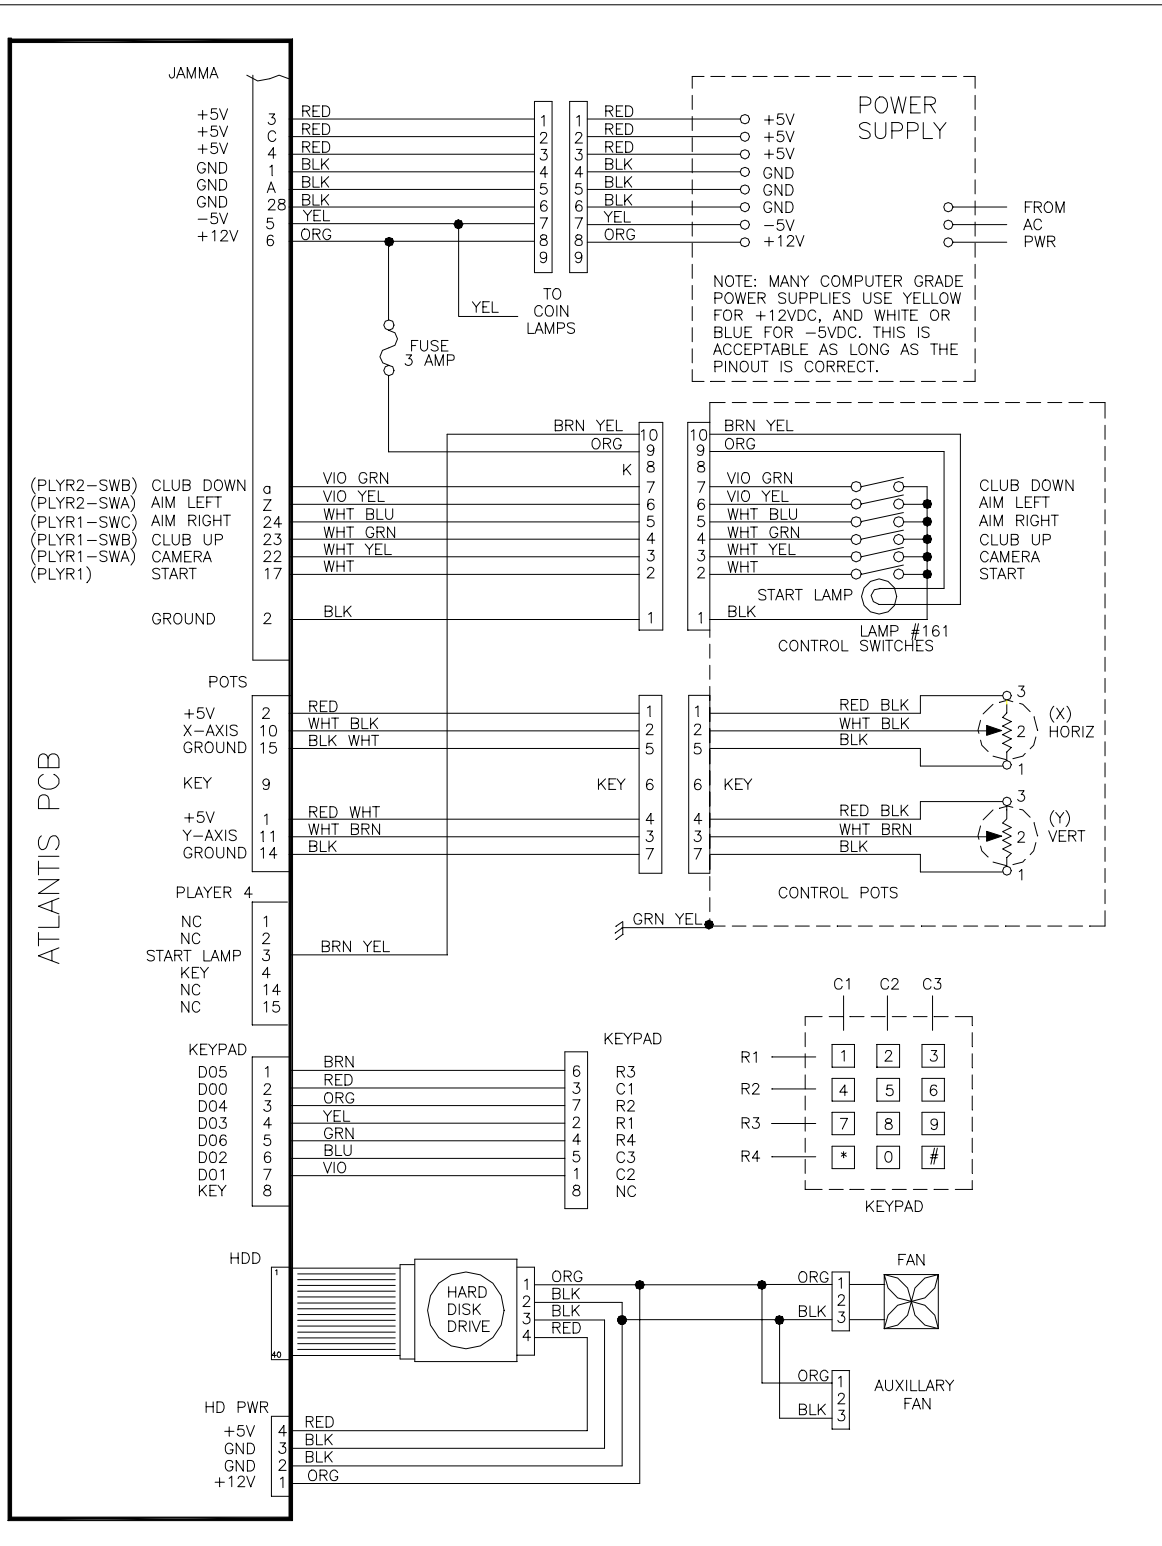 JAMMA
+5V 3 RED 1 1 RED +5V
+5V C RED 2 2 RED +5V
+5V 4 RED 3 3 RED +5V
GND 1 BLK 4 4 BLK GND
GND A BLK 5 5 BLK GND
GND 28 BLK 6 6 BLK GND
−5V 5 YEL 7 7 YEL −5V
+12V 6 ORG 8 8 ORG +12V
9 9
POWER
SUPPLY
FROM
AC
PWR
NOTE: MANY COMPUTER GRADE
POWER SUPPLIES USE YELLOW
FOR +12VDC, AND WHITE OR
BLUE FOR −5VDC. THIS IS
ACCEPTABLE AS LONG AS THE
PINOUT IS CORRECT.
YEL
TO
COIN
LAMPS
FUSE
3 AMP
BRN YEL 10 10 BRN YEL
ORG 9 9 ORG
K 8 8
(PLYR2−SWB) CLUB DOWN a VIO GRN 7 7 VIO GRN CLUB DOWN
(PLYR2−SWA) AIM LEFT Z VIO YEL 6 6 VIO YEL AIM LEFT
(PLYR1−SWC) AIM RIGHT 24 WHT BLU 5 5 WHT BLU AIM RIGHT
(PLYR1−SWB) CLUB UP 23 WHT GRN 4 4 WHT GRN CLUB UP
(PLYR1−SWA) CAMERA 22 WHT YEL 3 3 WHT YEL CAMERA
(PLYR1) START 17 WHT 2 2 WHT START
START LAMP
GROUND 2 BLK 1 1 BLK
LAMP #161
CONTROL SWITCHES
POTS
+5V 2 RED 1 1 RED BLK 3
X−AXIS 10 WHT BLK 2 2 WHT BLK 2
GROUND 15 BLK WHT 5 5 BLK 1
(X)
HORIZ
KEY 9 KEY 6 6 KEY
+5V 1 RED WHT 4 4 RED BLK 3
Y−AXIS 11 WHT BRN 3 3 WHT BRN 2
GROUND 14 BLK 7 7 BLK 1
(Y)
VERT
CONTROL POTS
GRN YEL
ATLANTIS PCB
PLAYER 4
NC 1
NC 2
START LAMP 3 BRN YEL
KEY 4
NC 14
NC 15
KEYPAD KEYPAD
DO5 1 BRN 6 R3
DO0 2 RED 3 C1
DO4 3 ORG 7 R2
DO3 4 YEL 2 R1
DO6 5 GRN 4 R4
DO2 6 BLU 5 C3
DO1 7 VIO 1 C2
KEY 8 8 NC
C1 C2 C3
R1 1 2 3
R2 4 5 6
R3 7 8 9
R4 * 0 #
KEYPAD
HDD
1
40
HARD
DISK
DRIVE
1 ORG
2 BLK
3 BLK
4 RED
FAN
ORG 1
2
BLK 3
ORG 1
2
BLK 3
AUXILLARY
FAN
HD PWR
+5V 4 RED
GND 3 BLK
GND 2 BLK
+12V 1 ORG